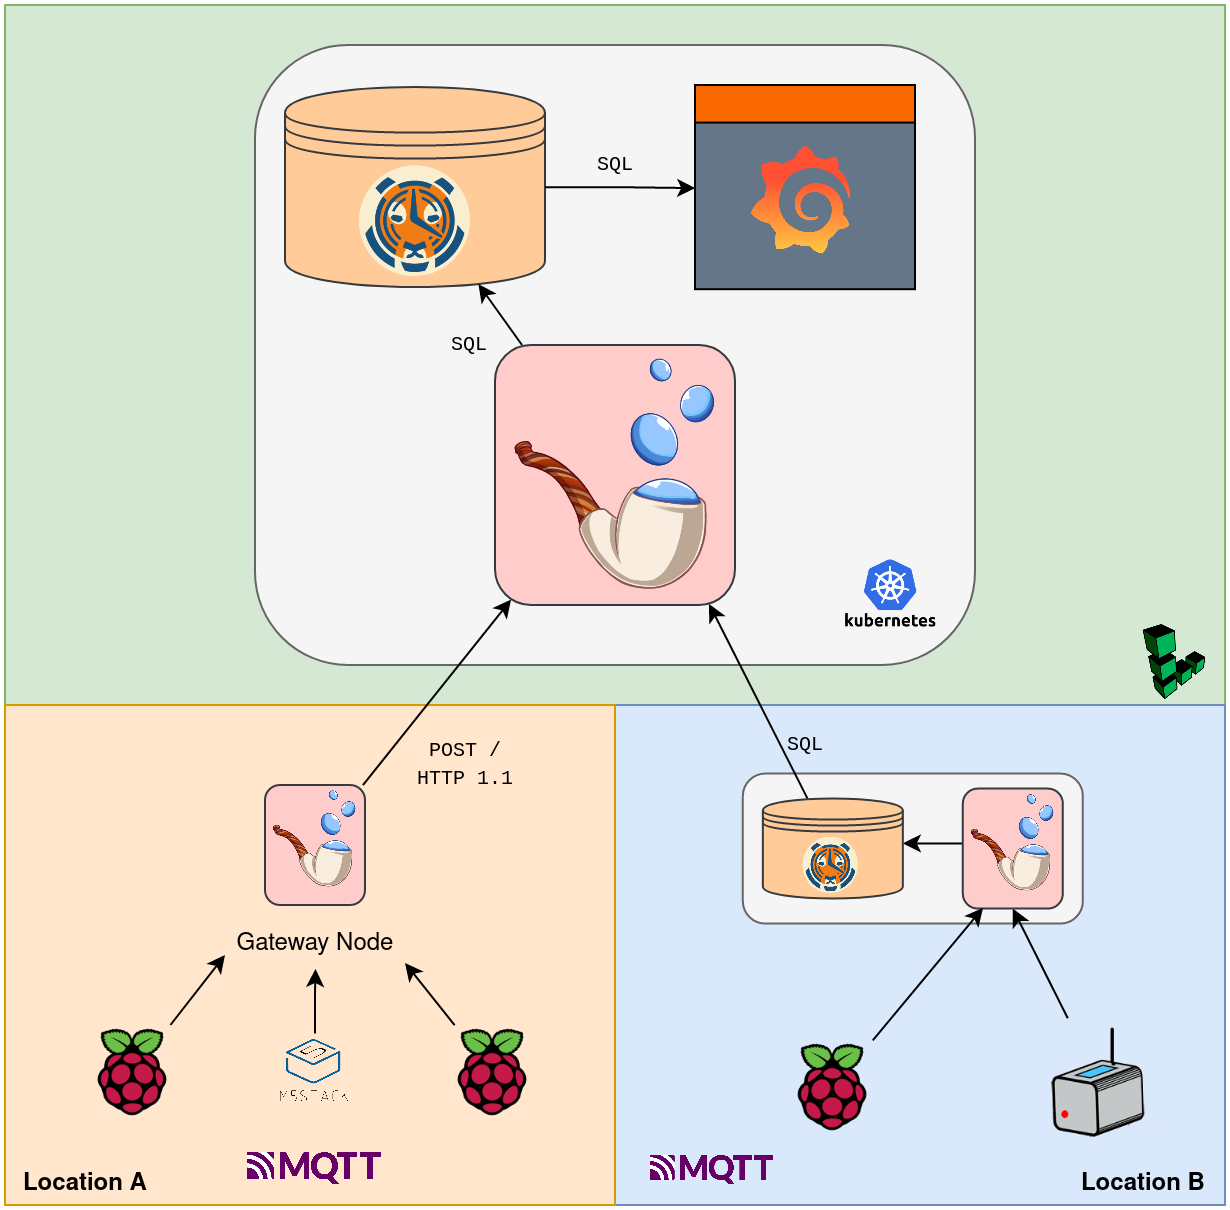 SQL
SQL
kubernetes
POST /
HTTP 1.1
SQL
Gateway Node
M5STACK
MQTT
Location A
MQTT
Location B